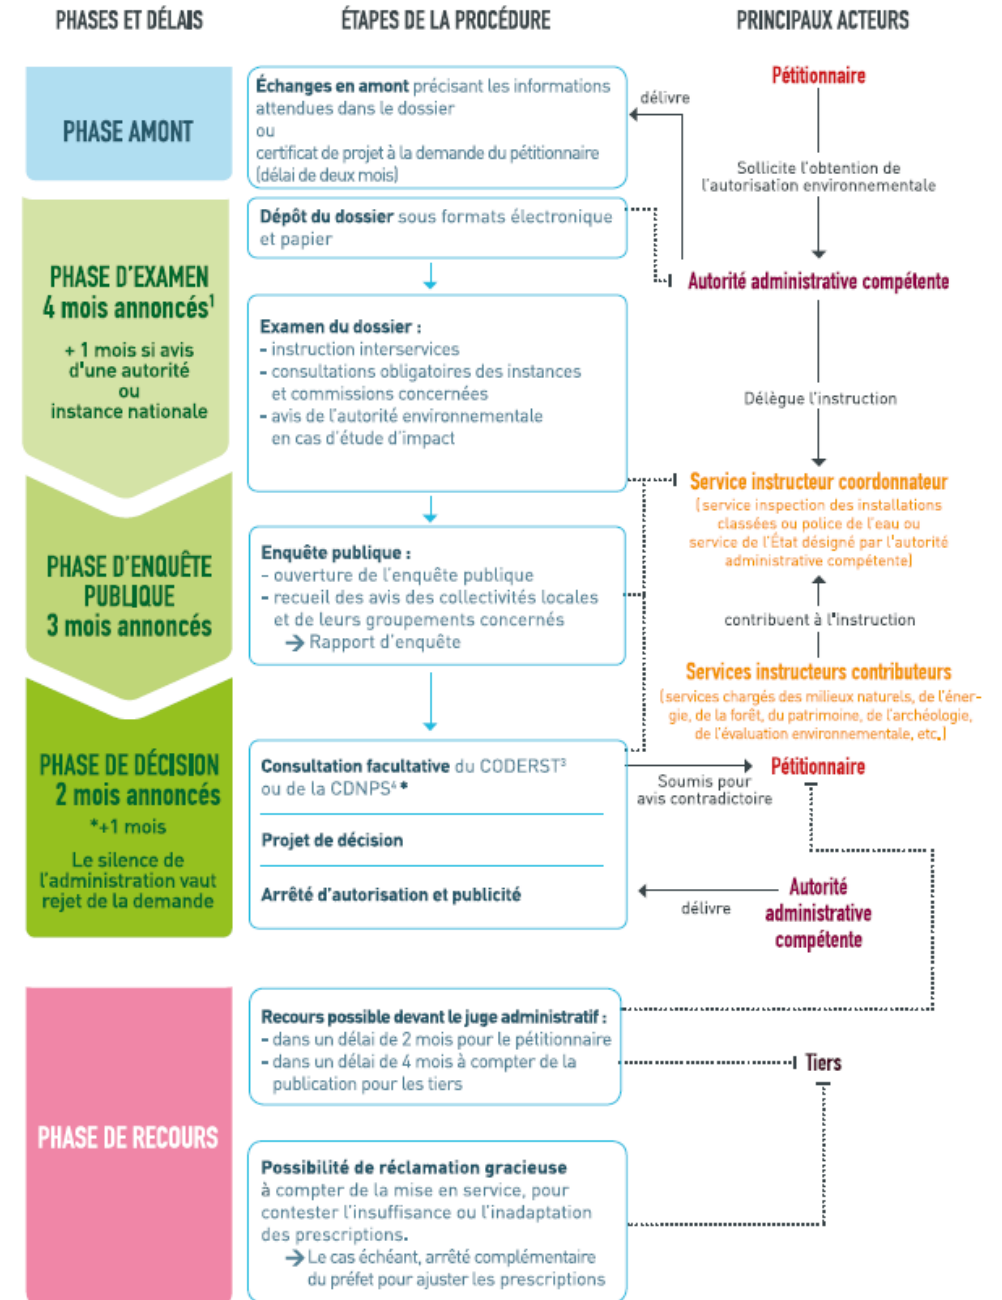 PHASES ET DÉLAIS
ÉTAPES DE LA PROCÉDURE
PRINCIPAUX ACTEURS
PHASE AMONT
Échanges en amont précisant les informations
attendues dans le dossier
ou
certificat de projet à la demande du pétitionnaire
(délai de deux mois)
délivre
Pétitionnaire
Sollicite l'obtention de
l'autorisation environnementale
PHASE D'EXAMEN
4 mois annoncés¹
+ 1 mois si avis
d'une autorité
ou
instance nationale
Dépôt du dossier sous formats électronique
et papier
Autorité administrative compétente
Examen du dossier :
- instruction interservices
- consultations obligatoires des instances
et commissions concernées
- avis de l'autorité environnementale
en cas d'étude d'impact
Délègue l'instruction
Service instructeur coordonnateur
(service inspection des installations
classées ou police de l'eau ou
service de l'État désigné par l'autorité
administrative compétente)
PHASE D'ENQUÊTE
PUBLIQUE
3 mois annoncés
Enquête publique :
- ouverture de l'enquête publique
- recueil des avis des collectivités locales
et de leurs groupements concernés
→ Rapport d'enquête
contribuent à l'instruction
Services instructeurs contributeurs
(services chargés des milieux naturels, de l'éner-
gie, de la forêt, du patrimoine, de l'archéologie,
de l'évaluation environnementale, etc.)
PHASE DE DÉCISION
2 mois annoncés
*+1 mois
Le silence de
l'administration vaut
rejet de la demande
Consultation facultative du CODERST³
ou de la CDNPS⁴ *
Projet de décision
Arrêté d'autorisation et publicité
Soumis pour
avis contradictoire
Pétitionnaire
délivre
Autorité
administrative
compétente
PHASE DE RECOURS
Recours possible devant le juge administratif :
- dans un délai de 2 mois pour le pétitionnaire
- dans un délai de 4 mois à compter de la
publication pour les tiers
Tiers
Possibilité de réclamation gracieuse
à compter de la mise en service, pour
contester l'insuffisance ou l'inadaptation
des prescriptions.
→ Le cas échéant, arrêté complémentaire
du préfet pour ajuster les prescriptions